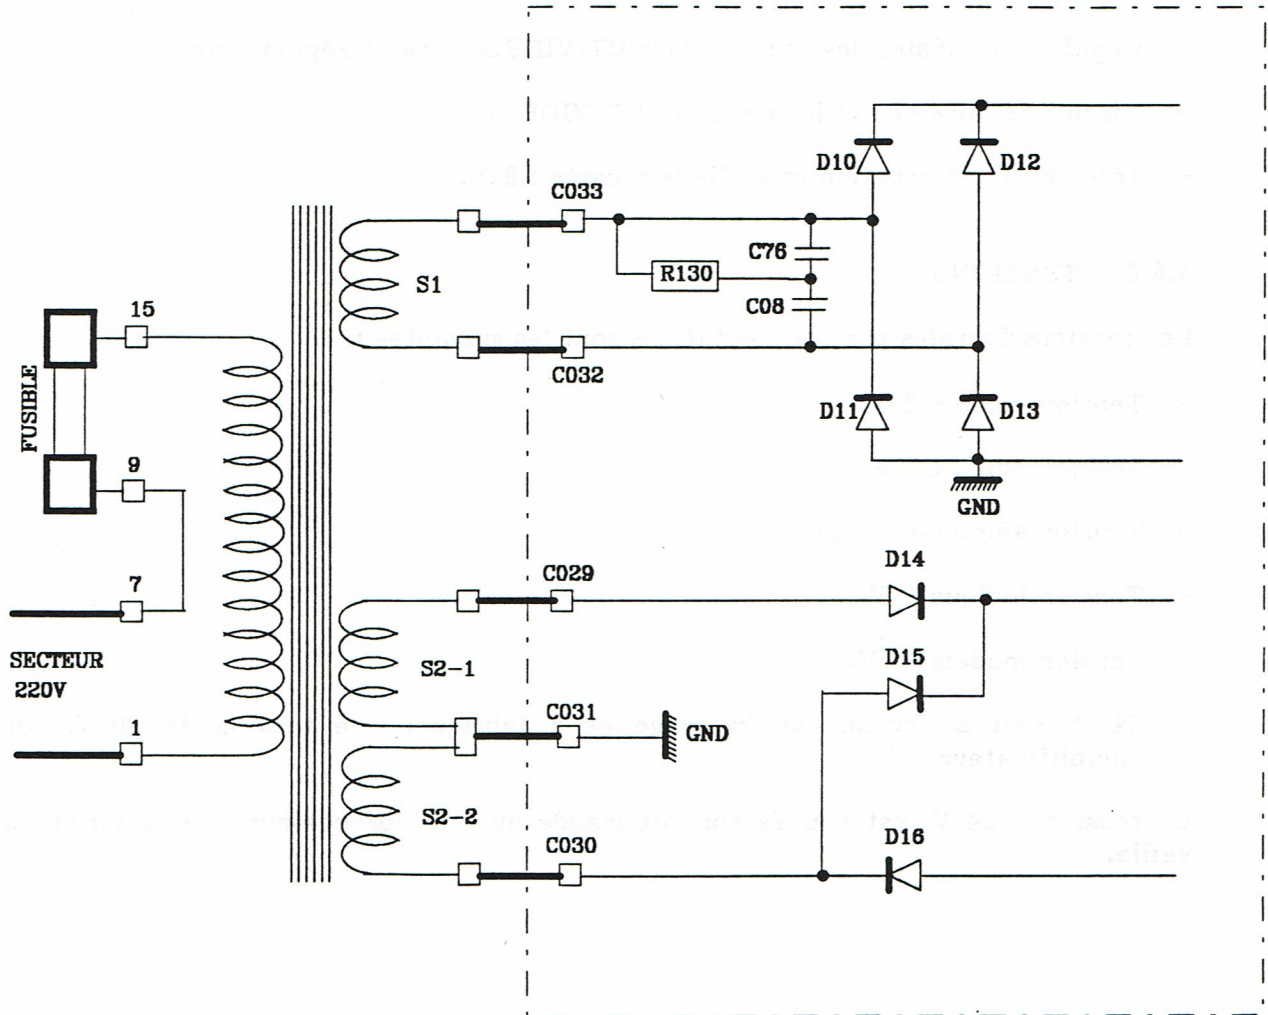 D10
D12
C033
C76
S1
R130
C08
15
C032
D11
D13
FUSIBLE
9
GND
D14
C029
7
D15
SECTEUR
220V
S2-1
C031
GND
1
S2-2
C030
D16